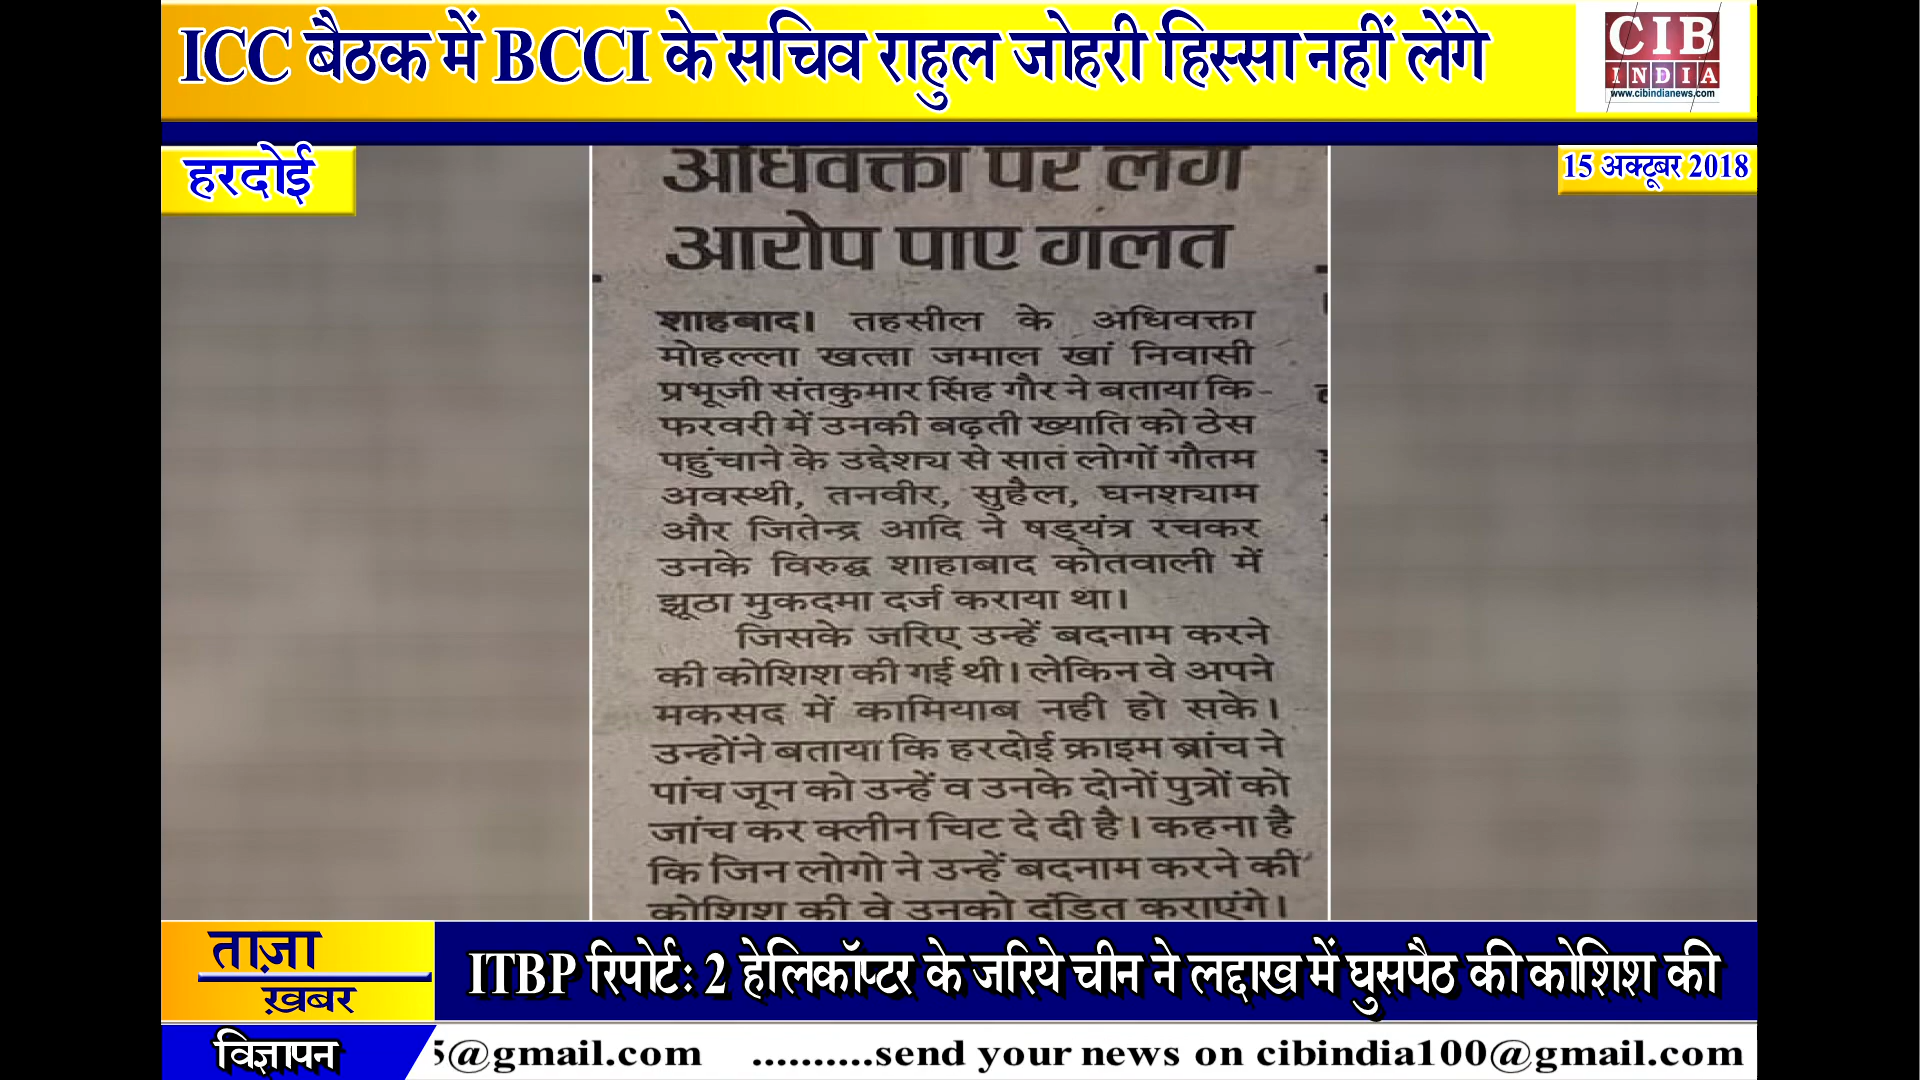 ICC बैठक में BCCI के सचिव राहुल जोहरी हिस्सा नहीं लेंगे
CIB
INDIA
www.cibindianews.com
हरदोई
15 अक्टूबर 2018
अधिवक्ता पर लगे
आरोप पाए गलत
शाहबाद। तहसील के अधिवक्ता
मोहल्ला खत्ता जमाल खां निवासी
प्रभूजी संतकुमार सिंह गौर ने बताया कि
फरवरी में उनकी बढ़ती ख्याति को ठेस
पहुंचाने के उद्देश्य से सात लोगों गौतम
अवस्थी, तनवीर, सुहैल, घनश्याम
और जितेन्द्र आदि ने षड्यंत्र रचकर
उनके विरुद्ध शाहाबाद कोतवाली में
झूठा मुकदमा दर्ज कराया था।
जिसके जरिए उन्हें बदनाम करने
की कोशिश की गई थी। लेकिन वे अपने
मकसद में कामियाब नही हो सके।
उन्होंने बताया कि हरदोई क्राइम ब्रांच ने
पांच जून को उन्हें व उनके दोनों पुत्रों को
जांच कर क्लीन चिट दे दी है। कहना है
कि जिन लोगो ने उन्हें बदनाम करने की
कोशिश की वे उनको दंडित कराएंगे।
ताज़ा
ख़बर
ITBP रिपोर्ट: 2 हेलिकॉप्टर के जरिये चीन ने लद्दाख में घुसपैठ की कोशिश की
विज्ञापन
5@gmail.com ..........send your news on cibindia100@gmail.com